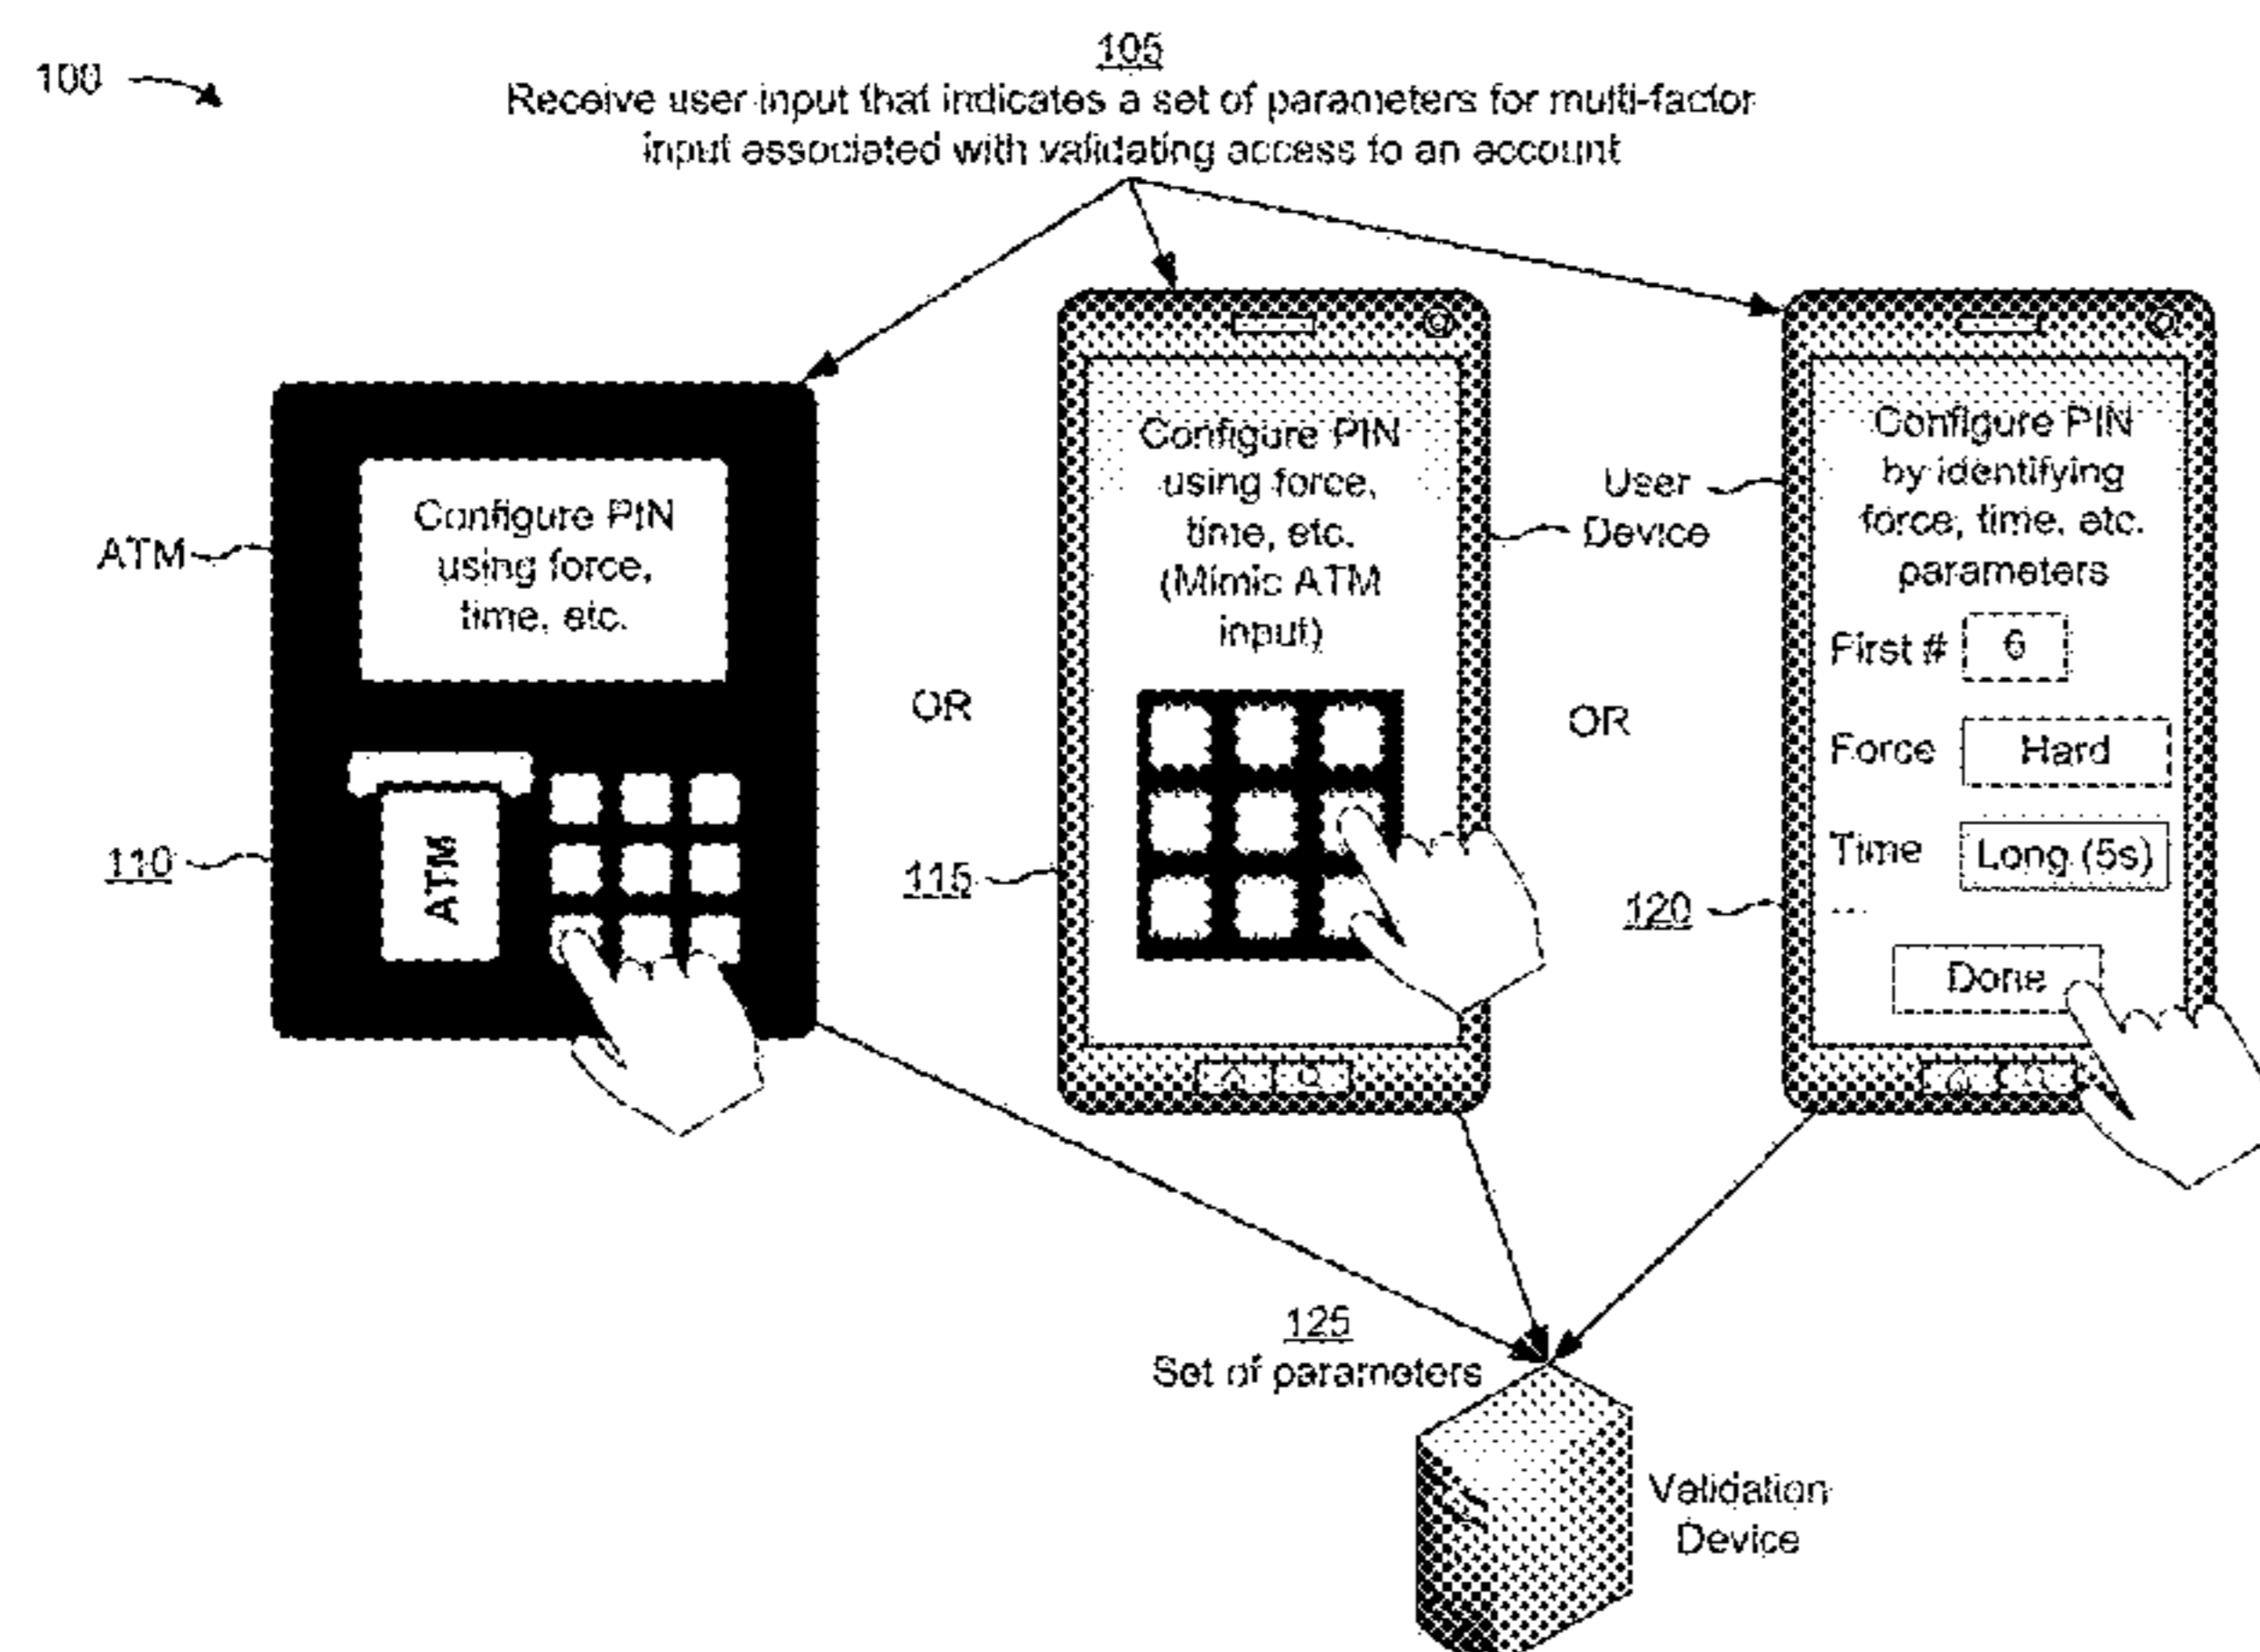 100
105
Receive user input that indicates a set of parameters for multi-factor
input associated with validating access to an account
ATM
110
Configure PIN
using force,
time, etc.
ATM
OR
115
Configure PIN
using force,
time, etc.
(Mimic ATM
input)
User
Device
OR
120
Configure PIN
by identifying
force, time, etc.
parameters
First # 6
Force Hard
Time Long (5s)
...
Done
125
Set of parameters
Validation
Device